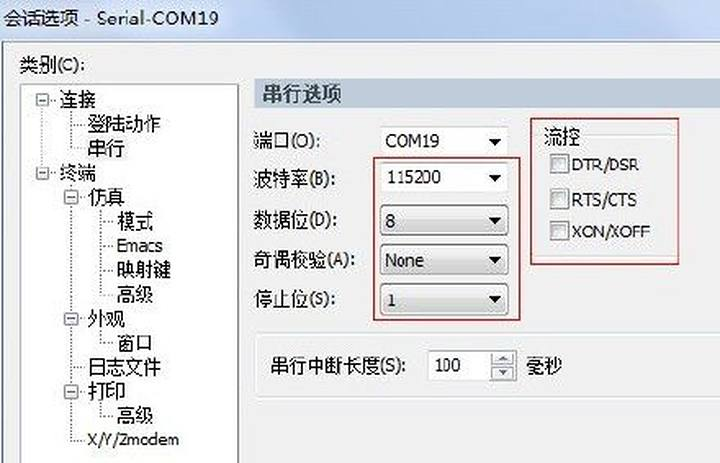 会话选项 - Serial-COM19
类别(C):
连接
登陆动作
串行
终端
仿真
模式
Emacs
映射键
高级
外观
窗口
日志文件
打印
高级
X/Y/Zmodem
串行选项
端口(O): COM19
波特率(B): 115200
数据位(D): 8
奇偶校验(A): None
停止位(S): 1
流控
DTR/DSR
RTS/CTS
XON/XOFF
串行中断长度(S): 100 毫秒